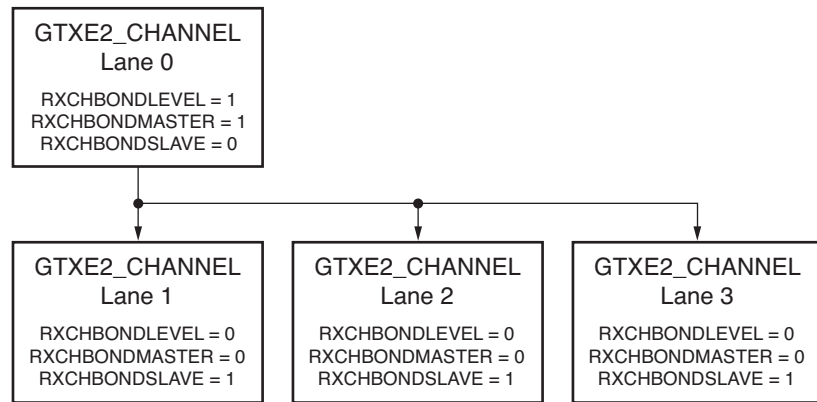 GTXE2_CHANNEL
Lane 0
RXCHBONDLEVEL = 1
RXCHBONDMASTER = 1
RXCHBONDSLAVE = 0
GTXE2_CHANNEL
Lane 1
RXCHBONDLEVEL = 0
RXCHBONDMASTER = 0
RXCHBONDSLAVE = 1
GTXE2_CHANNEL
Lane 2
RXCHBONDLEVEL = 0
RXCHBONDMASTER = 0
RXCHBONDSLAVE = 1
GTXE2_CHANNEL
Lane 3
RXCHBONDLEVEL = 0
RXCHBONDMASTER = 0
RXCHBONDSLAVE = 1